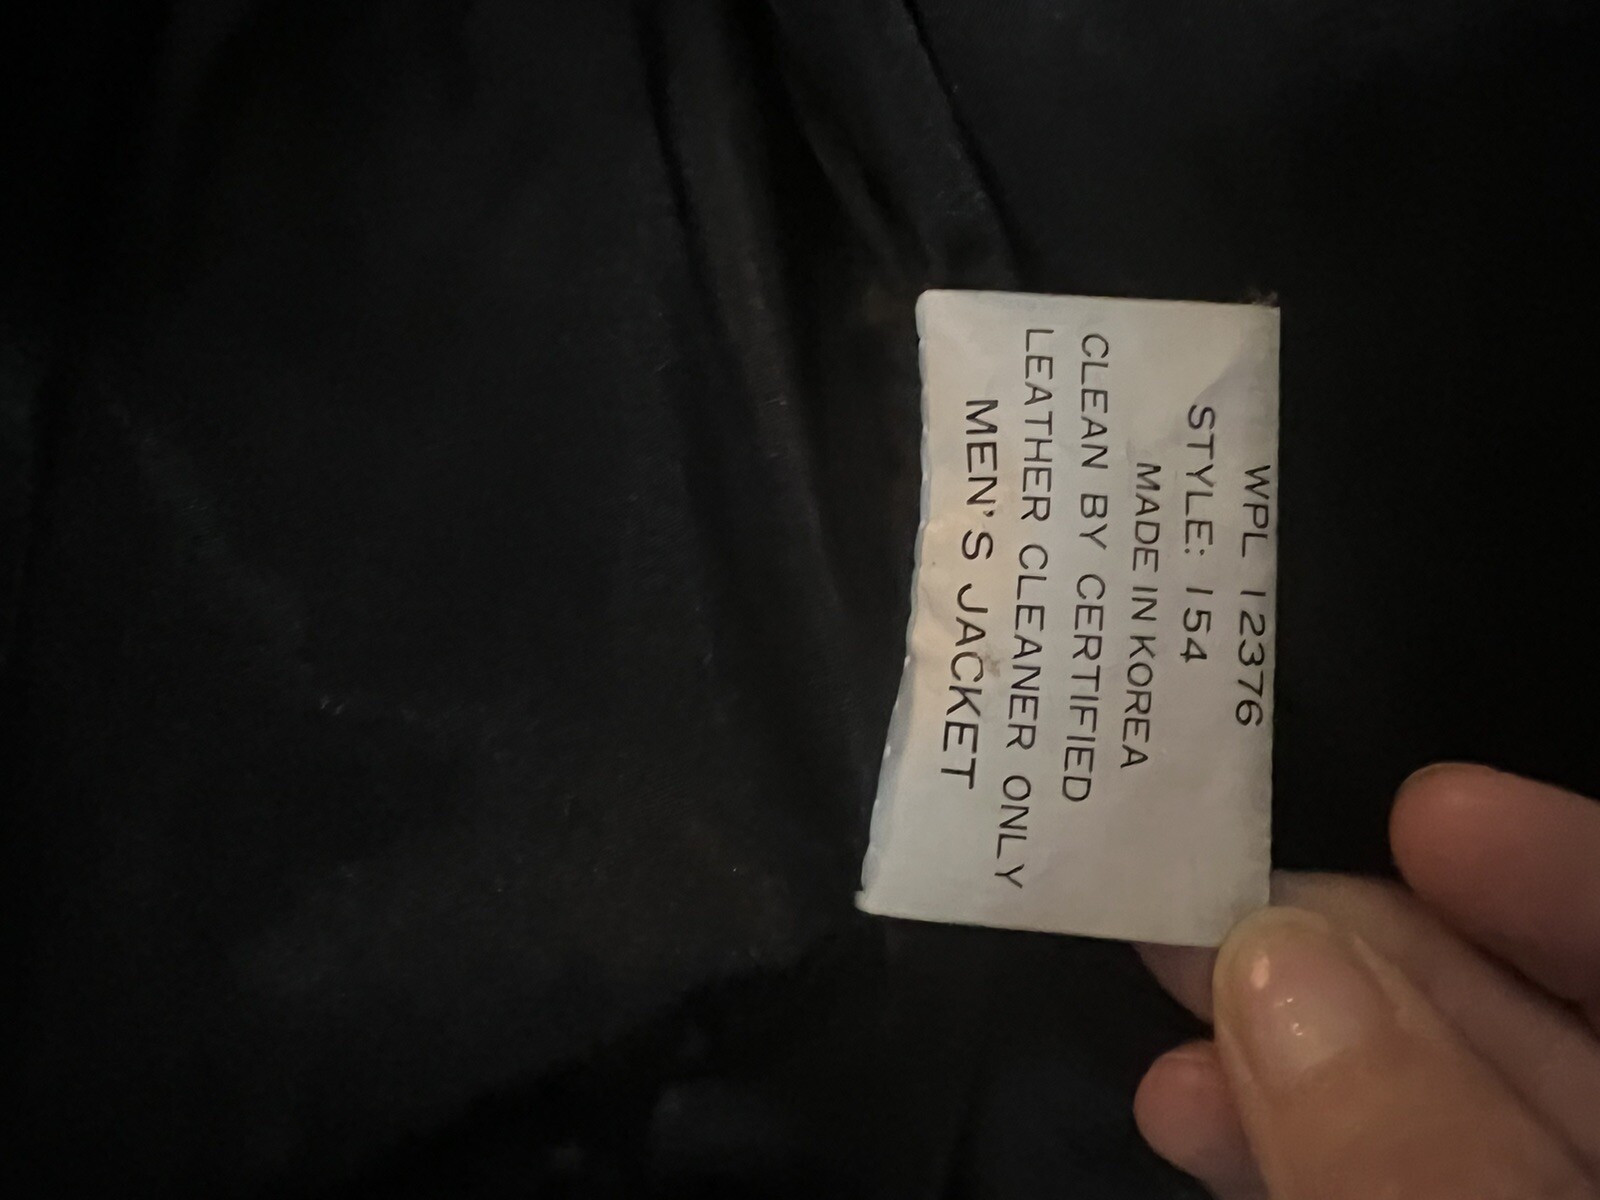 WPL 12376
STYLE: 154
MADE IN KOREA
CLEAN BY CERTIFIED
LEATHER CLEANER ONLY
MEN'S JACKET